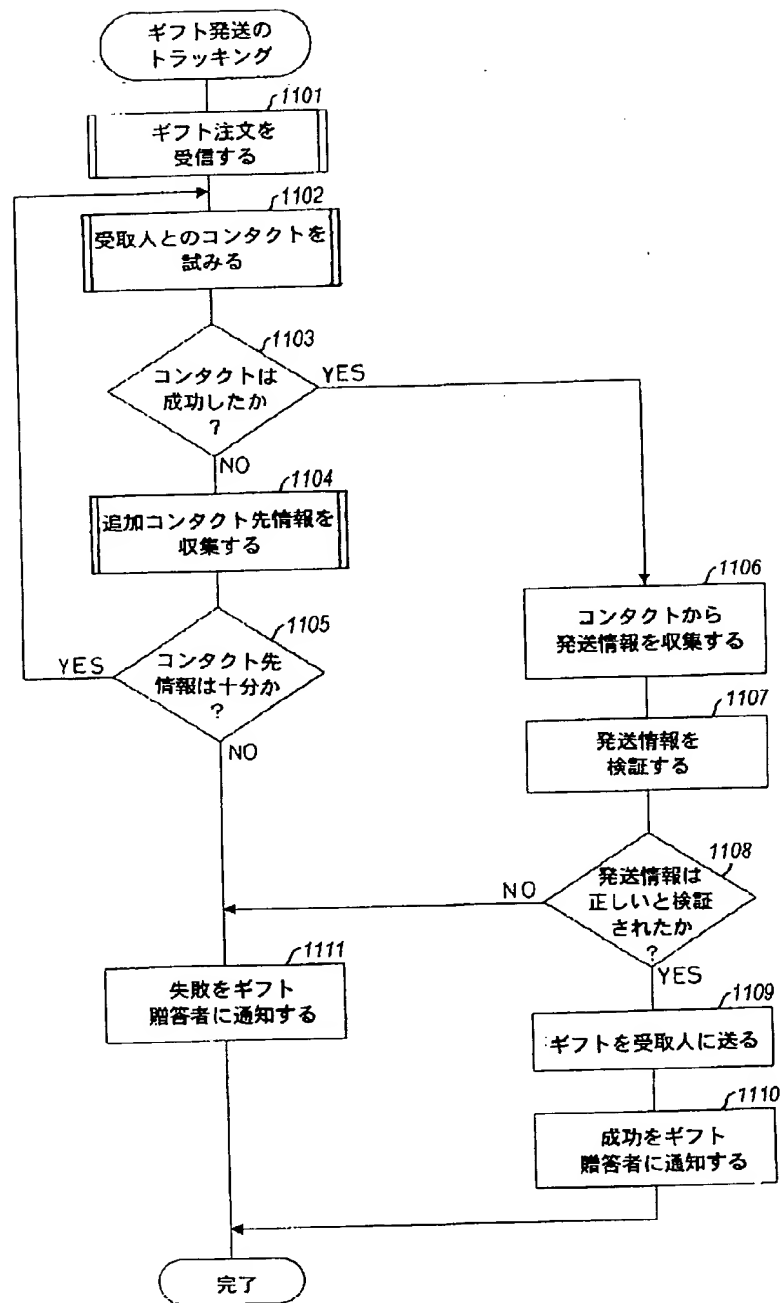 ギフト発送の
トラッキング
1101
ギフト注文を
受信する
1102
受取人とのコンタクトを
試みる
1103
コンタクトは
成功したか
?
YES
NO
1104
追加コンタクト先情報を
収集する
1105
コンタクト先
情報は十分か
?
YES
NO
1106
コンタクトから
発送情報を収集する
1107
発送情報を
検証する
1108
発送情報は
正しいと検証
されたか
?
NO
YES
1109
ギフトを受取人に送る
1110
成功をギフト
贈答者に通知する
1111
失敗をギフト
贈答者に通知する
完了